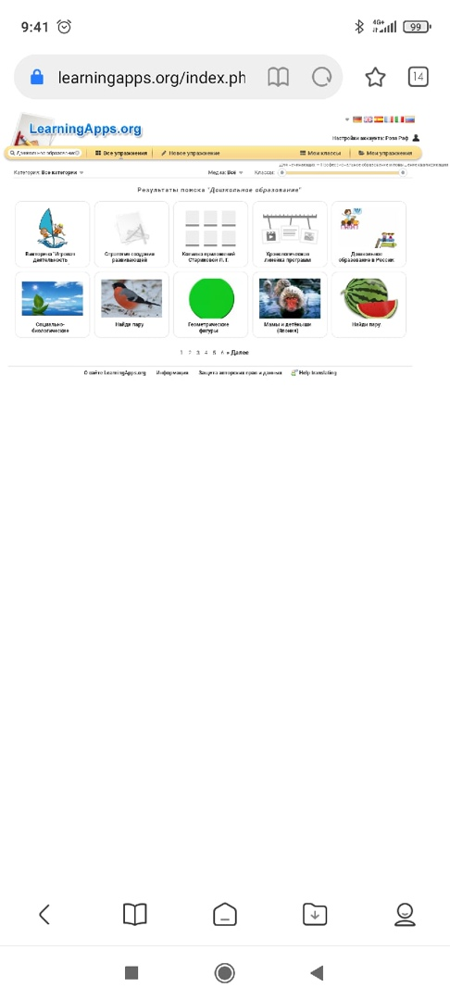 9:41
4G+
99
learningapps.org/index.ph
14
LearningApps.org
Настройки аккаунта: Роза Раф
Дошкольное образование
Все упражнения
Новое упражнение
Мои классы
Мои упражнения
Категория: Все категории
Медиа: Всё
Классы:
Результаты поиска "Дошкольное образование"
Викторина "Игровая деятельность
Стратегия создания развивающей
Копилка приложений Стариковой Л. Г.
Хронологическая линейка программ
Дошкольное образование в России
Социально-биологические
Найди пару
Геометрические фигуры
Мамы и детёныши (Япония)
Найди пару.
1 2 3 4 5 6 » Далее
О сайте LearningApps.org
Информация
Защита авторских прав и данных
Help translating